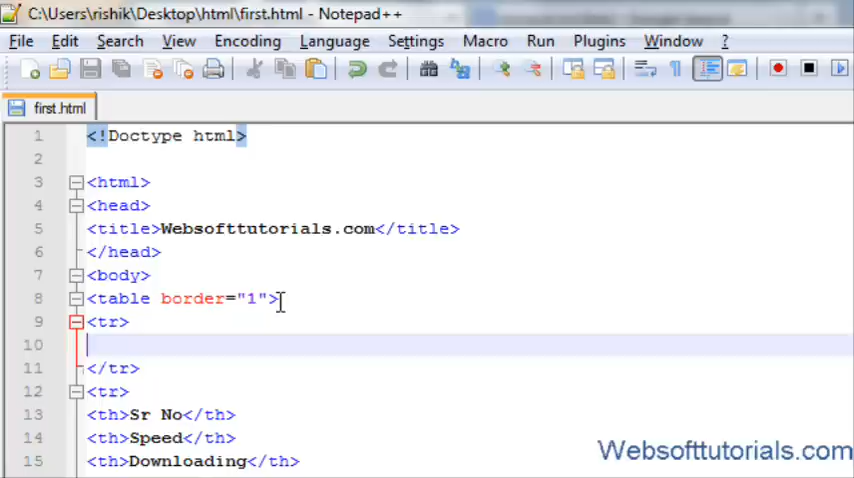 C:\Users\rishik\Desktop\html\first.html - Notepad++
File Edit Search View Encoding Language Settings Macro Run Plugins Window ?
first.html
1 <!Doctype html>
2
3 <html>
4 <head>
5 <title>Websofttutorials.com</title>
6 </head>
7 <body>
8 <table border="1">
9 <tr>
10
11 </tr>
12 <tr>
13 <th>Sr No</th>
14 <th>Speed</th>
15 <th>Downloading</th>
Websofttutorials.com